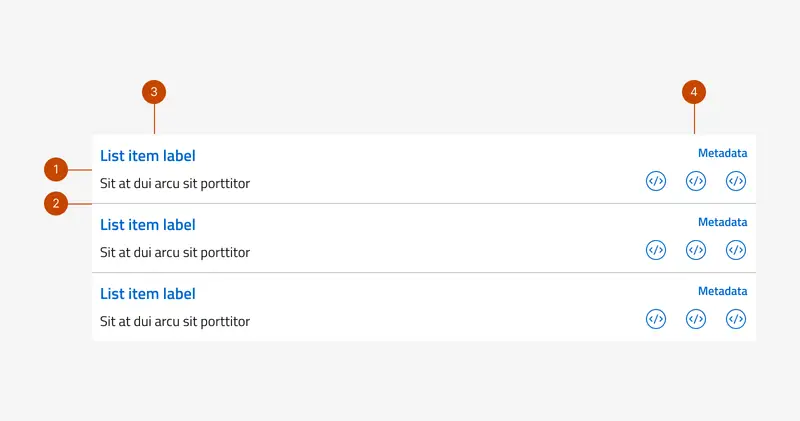 3
4
1
2
List item label
Metadata
Sit at dui arcu sit porttitor
</>
</>
</>
List item label
Metadata
Sit at dui arcu sit porttitor
</>
</>
</>
List item label
Metadata
Sit at dui arcu sit porttitor
</>
</>
</>